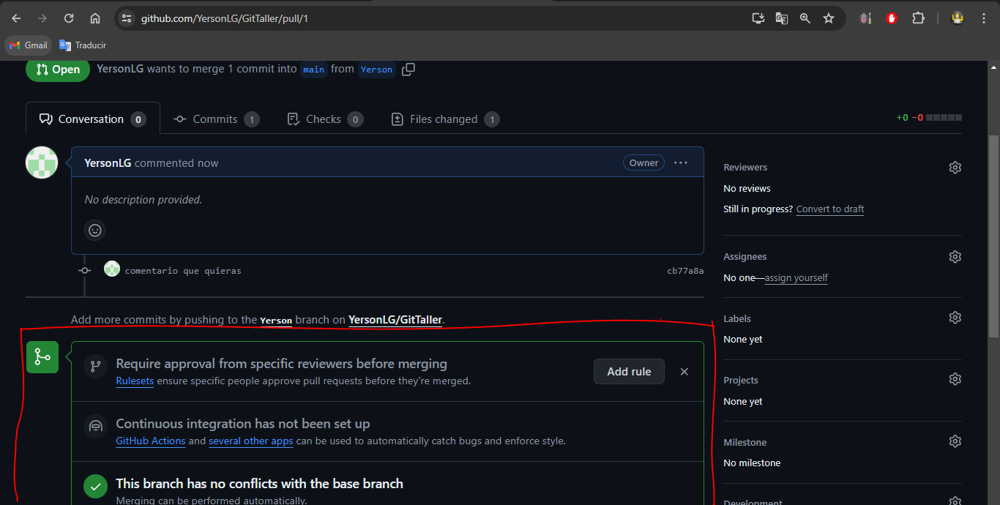 github.com/YersonLG/GitTaller/pull/1
Gmail Traducir
Open YersonLG wants to merge 1 commit into main from Yerson
Conversation 0 Commits 1 Checks 0 Files changed 1 +0 −0
YersonLG commented now Owner
No description provided.
comentario que quieras cb77a8a
Add more commits by pushing to the Yerson branch on YersonLG/GitTaller.
Require approval from specific reviewers before merging
Rulesets ensure specific people approve pull requests before they're merged.
Add rule
Continuous integration has not been set up
GitHub Actions and several other apps can be used to automatically catch bugs and enforce style.
This branch has no conflicts with the base branch
Merging can be performed automatically.
Reviewers
No reviews
Still in progress? Convert to draft
Assignees
No one—assign yourself
Labels
None yet
Projects
None yet
Milestone
No milestone
Development